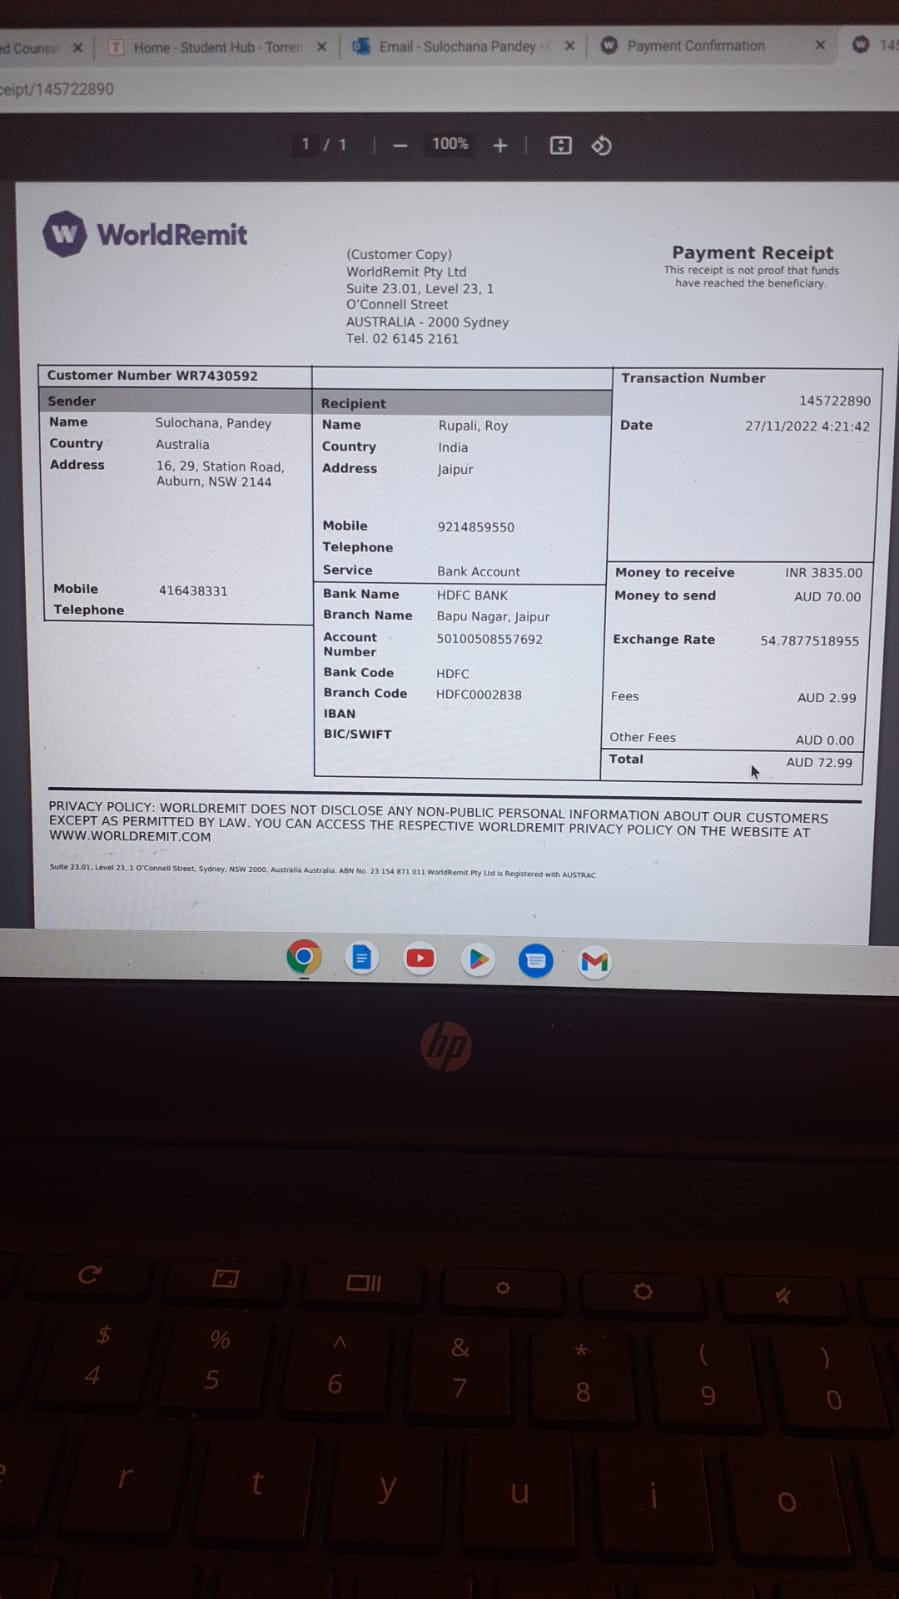 ed Counse
Home - Student Hub - Torren
Email - Sulochana Pandey -
Payment Confirmation
145
ceipt/145722890
1 / 1
100%
W WorldRemit
(Customer Copy)
WorldRemit Pty Ltd
Suite 23.01, Level 23, 1
O'Connell Street
AUSTRALIA - 2000 Sydney
Tel. 02 6145 2161
Payment Receipt
This receipt is not proof that funds
have reached the beneficiary.
Customer Number WR7430592
Sender
Name Sulochana, Pandey
Country Australia
Address 16, 29, Station Road,
Auburn, NSW 2144
Mobile 416438331
Telephone
Recipient
Name Rupali, Roy
Country India
Address Jaipur
Mobile 9214859550
Telephone
Service Bank Account
Bank Name HDFC BANK
Branch Name Bapu Nagar, Jaipur
Account 50100508557692
Number
Bank Code HDFC
Branch Code HDFC0002838
IBAN
BIC/SWIFT
Transaction Number
145722890
Date 27/11/2022 4:21:42
Money to receive INR 3835.00
Money to send AUD 70.00
Exchange Rate 54.7877518955
Fees AUD 2.99
Other Fees AUD 0.00
Total AUD 72.99
PRIVACY POLICY: WORLDREMIT DOES NOT DISCLOSE ANY NON-PUBLIC PERSONAL INFORMATION ABOUT OUR CUSTOMERS
EXCEPT AS PERMITTED BY LAW. YOU CAN ACCESS THE RESPECTIVE WORLDREMIT PRIVACY POLICY ON THE WEBSITE AT
WWW.WORLDREMIT.COM
Suite 23.01, Level 23, 1 O'Connell Street, Sydney, NSW 2000, Australia Australia. ABN No. 23 154 871 011 WorldRemit Pty Ltd is Registered with AUSTRAC
hp
$ % ^ & * ( )
4 5 6 7 8 9 0
r t y u i o